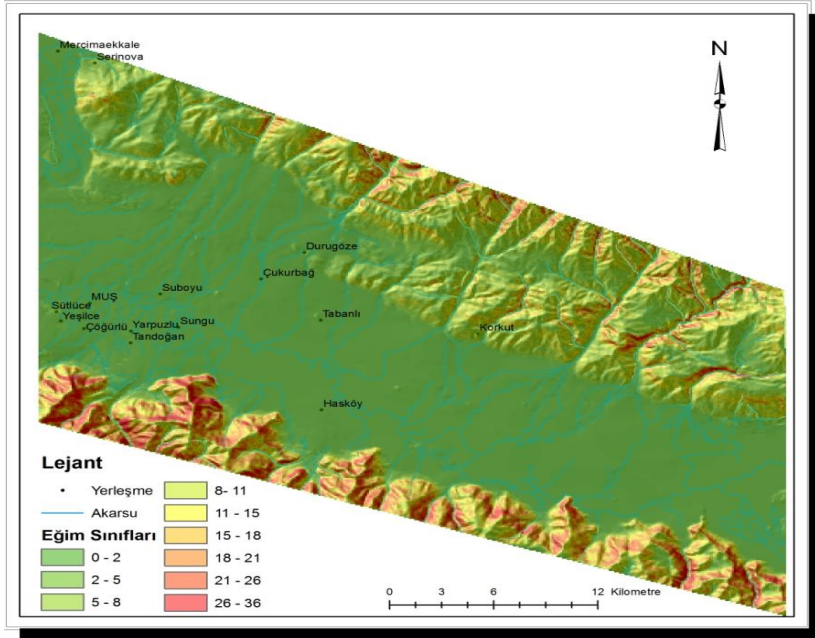 Mercimaekkale
Serinova
N
Durugöze
Çukurbağ
Suboyu
MUŞ
Sütlüce
Yeşilce
Çöğürlü
Yarpuzlu
Sungu
Tandoğan
Tabanlı
Korkut
Hasköy
Lejant
Yerleşme
Akarsu
Eğim Sınıfları
0 - 2
2 - 5
5 - 8
8- 11
11 - 15
15 - 18
18 - 21
21 - 26
26 - 36
0 3 6 12 Kilometre